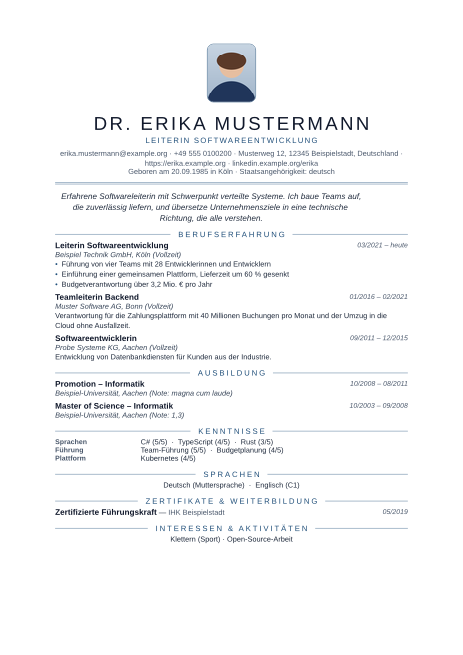 DR. ERIKA MUSTERMANN
LEITERIN SOFTWAREENTWICKLUNG
erika.mustermann@example.org · +49 555 0100200 · Musterweg 12, 12345 Beispielstadt, Deutschland ·
https://erika.example.org · linkedin.example.org/erika
Geboren am 20.09.1985 in Köln · Staatsangehörigkeit: deutsch
Erfahrene Softwareleiterin mit Schwerpunkt verteilte Systeme. Ich baue Teams auf,
die zuverlässig liefern, und übersetze Unternehmensziele in eine technische
Richtung, die alle verstehen.
BERUFSERFAHRUNG
Leiterin Softwareentwicklung 03/2021 – heute
Beispiel Technik GmbH, Köln (Vollzeit)
• Führung von vier Teams mit 28 Entwicklerinnen und Entwicklern
• Einführung einer gemeinsamen Plattform, Lieferzeit um 60 % gesenkt
• Budgetverantwortung über 3,2 Mio. € pro Jahr
Teamleiterin Backend 01/2016 – 02/2021
Muster Software AG, Bonn (Vollzeit)
Verantwortung für die Zahlungsplattform mit 40 Millionen Buchungen pro Monat und der Umzug in die
Cloud ohne Ausfallzeit.
Softwareentwicklerin 09/2011 – 12/2015
Probe Systeme KG, Aachen (Vollzeit)
Entwicklung von Datenbankdiensten für Kunden aus der Industrie.
AUSBILDUNG
Promotion – Informatik 10/2008 – 08/2011
Beispiel-Universität, Aachen (Note: magna cum laude)
Master of Science – Informatik 10/2003 – 09/2008
Beispiel-Universität, Aachen (Note: 1,3)
KENNTNISSE
Sprachen C# (5/5) · TypeScript (4/5) · Rust (3/5)
Führung Team-Führung (5/5) · Budgetplanung (4/5)
Plattform Kubernetes (4/5)
SPRACHEN
Deutsch (Muttersprache) · Englisch (C1)
ZERTIFIKATE & WEITERBILDUNG
Zertifizierte Führungskraft — IHK Beispielstadt 05/2019
INTERESSEN & AKTIVITÄTEN
Klettern (Sport) · Open-Source-Arbeit